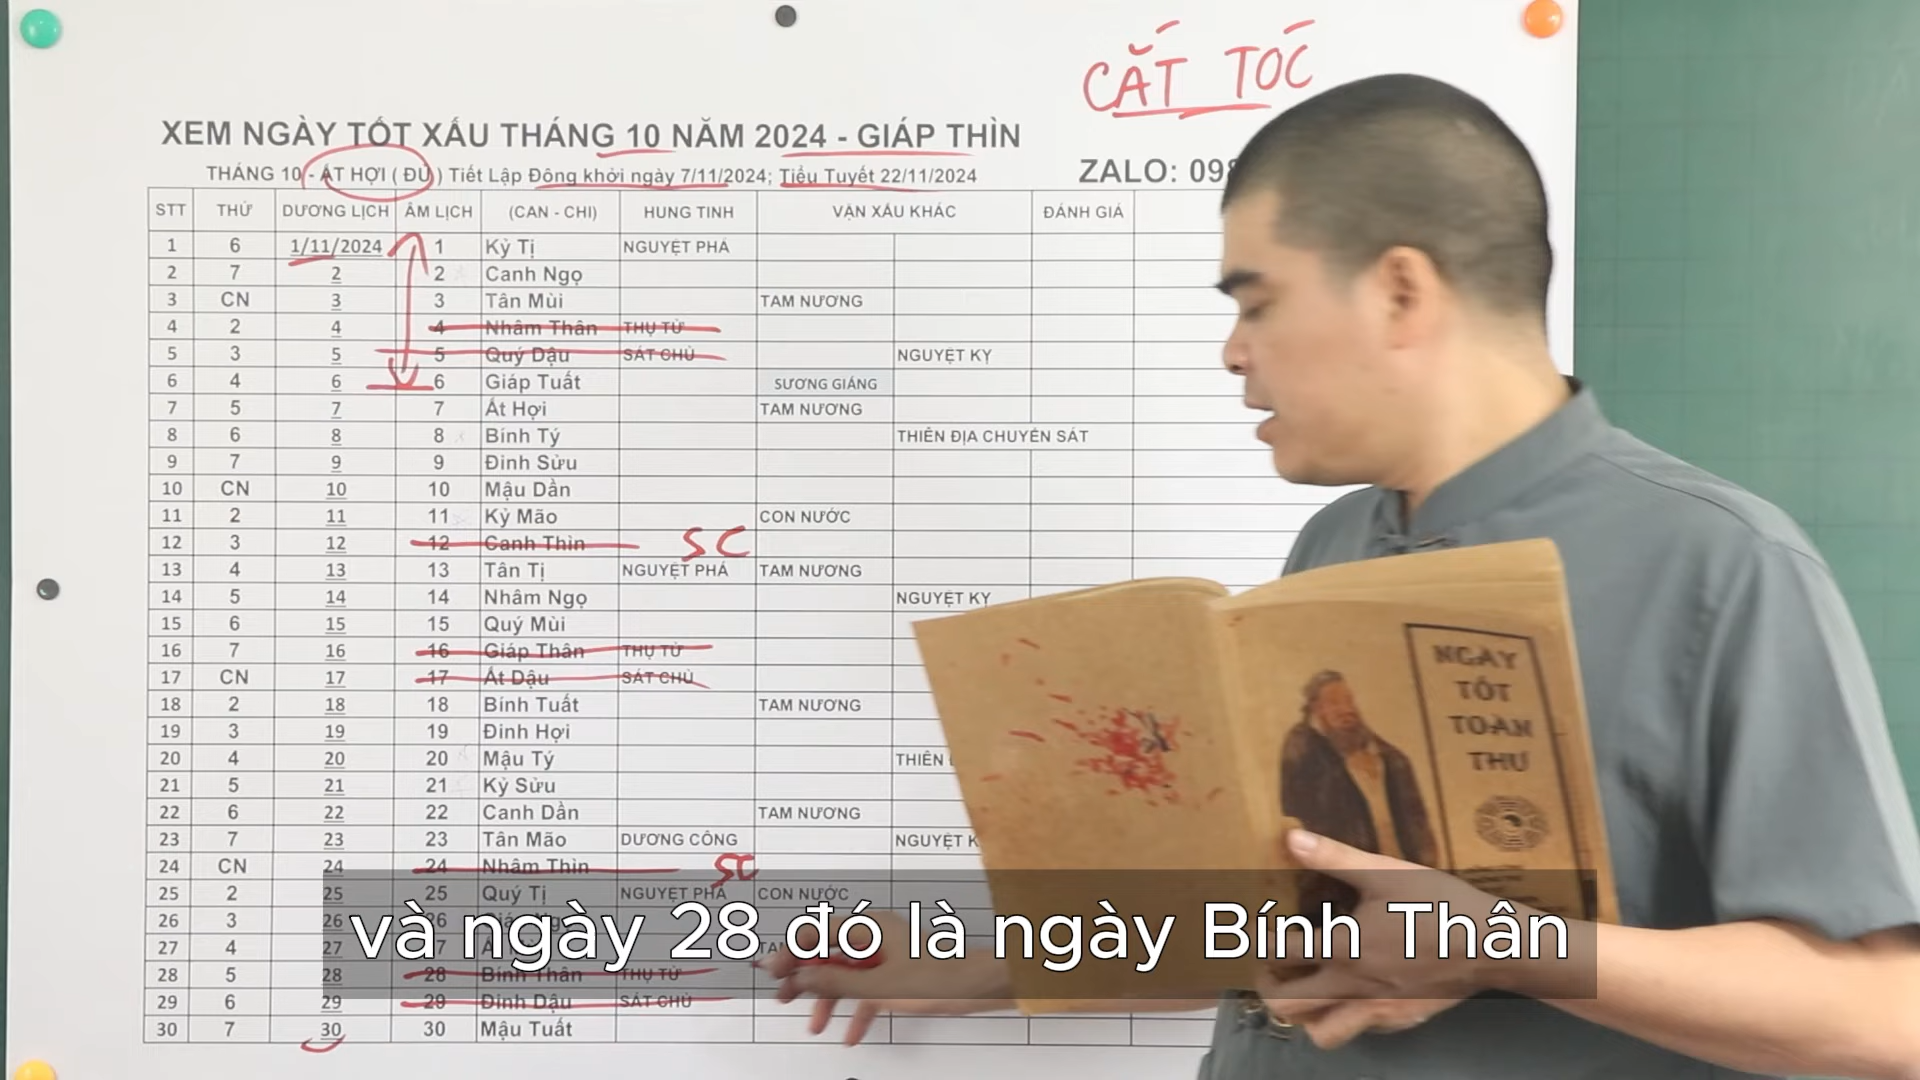 CẮT TÓC
XEM NGÀY TỐT XẤU THÁNG 10 NĂM 2024 - GIÁP THÌN
THÁNG 10 - ẤT HỢI ( ĐỦ ) Tiết Lập Đông khởi ngày 7/11/2024; Tiểu Tuyết 22/11/2024
ZALO: 098
STT THỨ DƯƠNG LỊCH ÂM LỊCH (CAN - CHI) HUNG TINH VẬN XẤU KHÁC ĐÁNH GIÁ
1 6 1/11/2024 1 Kỷ Tị NGUYỆT PHÁ
2 7 2 2 Canh Ngọ
3 CN 3 3 Tân Mùi TAM NƯƠNG
4 2 4 4 Nhâm Thân THỤ TỬ
5 3 5 5 Quý Dậu SÁT CHỦ NGUYỆT KỴ
6 4 6 6 Giáp Tuất SƯƠNG GIÁNG
7 5 7 7 Ất Hợi TAM NƯƠNG
8 6 8 8 Bính Tý THIÊN ĐỊA CHUYÊN SÁT
9 7 9 9 Đinh Sửu
10 CN 10 10 Mậu Dần
11 2 11 11 Kỷ Mão CON NƯỚC
12 3 12 12 Canh Thìn SC
13 4 13 13 Tân Tị NGUYỆT PHÁ TAM NƯƠNG
14 5 14 14 Nhâm Ngọ NGUYỆT KỴ
15 6 15 15 Quý Mùi
16 7 16 16 Giáp Thân THỤ TỬ
17 CN 17 17 Ất Dậu SÁT CHỦ
18 2 18 18 Bính Tuất TAM NƯƠNG
19 3 19 19 Đinh Hợi
20 4 20 20 Mậu Tý THIÊN
21 5 21 21 Kỷ Sửu
22 6 22 22 Canh Dần TAM NƯƠNG
23 7 23 23 Tân Mão DƯƠNG CÔNG NGUYỆT K
24 CN 24 24 Nhâm Thìn SC
25 2 25 25 Quý Tị NGUYỆT PHÁ CON NƯỚC
26 3 26 26
27 4 27
28 5 28 28 Bính Thân THỤ TỬ
29 6 29 29 Đinh Dậu SÁT CHỦ
30 7 30 30 Mậu Tuất
NGÀY
TỐT
TOÀN
THƯ
và ngày 28 đó là ngày Bính Thân